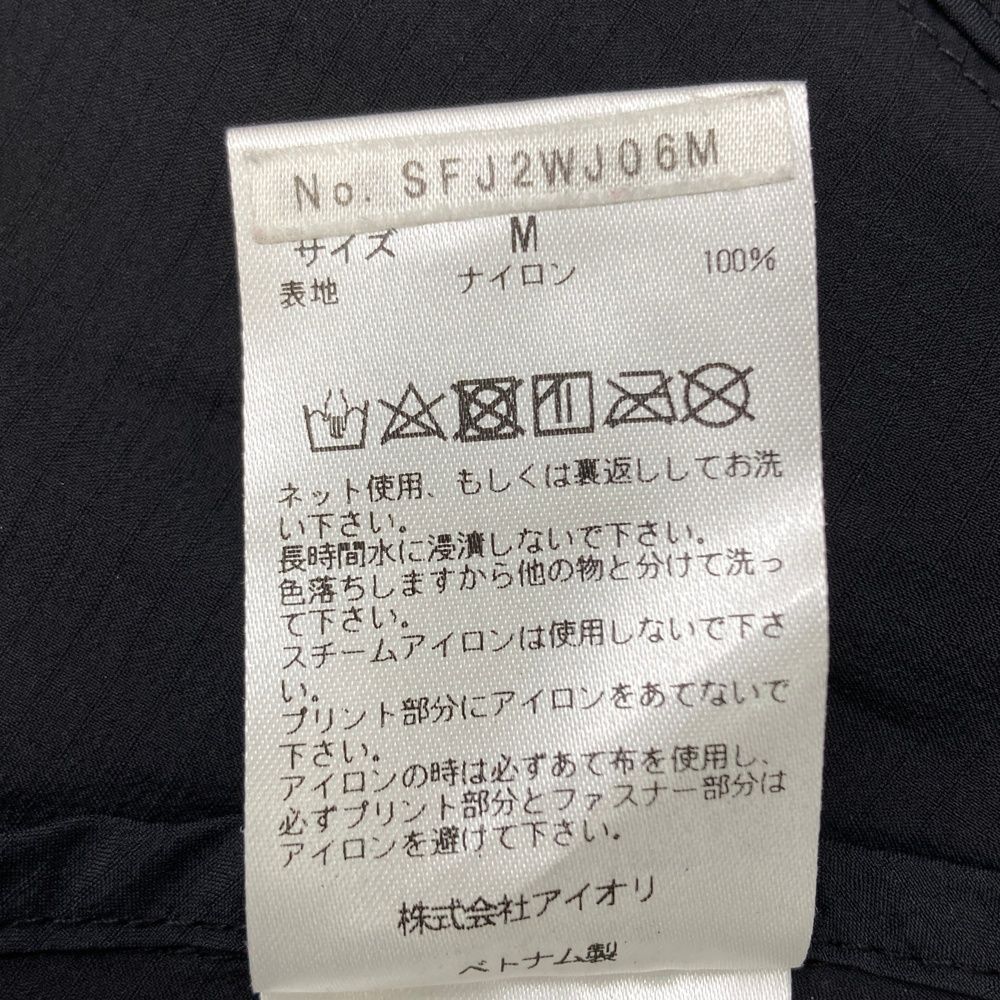 No. SFJ2WJ06M
サイズ M
表地 ナイロン 100%
ネット使用、もしくは裏返ししてお洗
い下さい。
長時間水に浸漬しないで下さい。
色落ちしますから他の物と分けて洗っ
て下さい。
スチームアイロンは使用しないで下さ
い。
プリント部分にアイロンをあてないで
下さい。
アイロンの時は必ずあて布を使用し、
必ずプリント部分とファスナー部分は
アイロンを避けて下さい。
株式会社アイオリ
ベトナム製